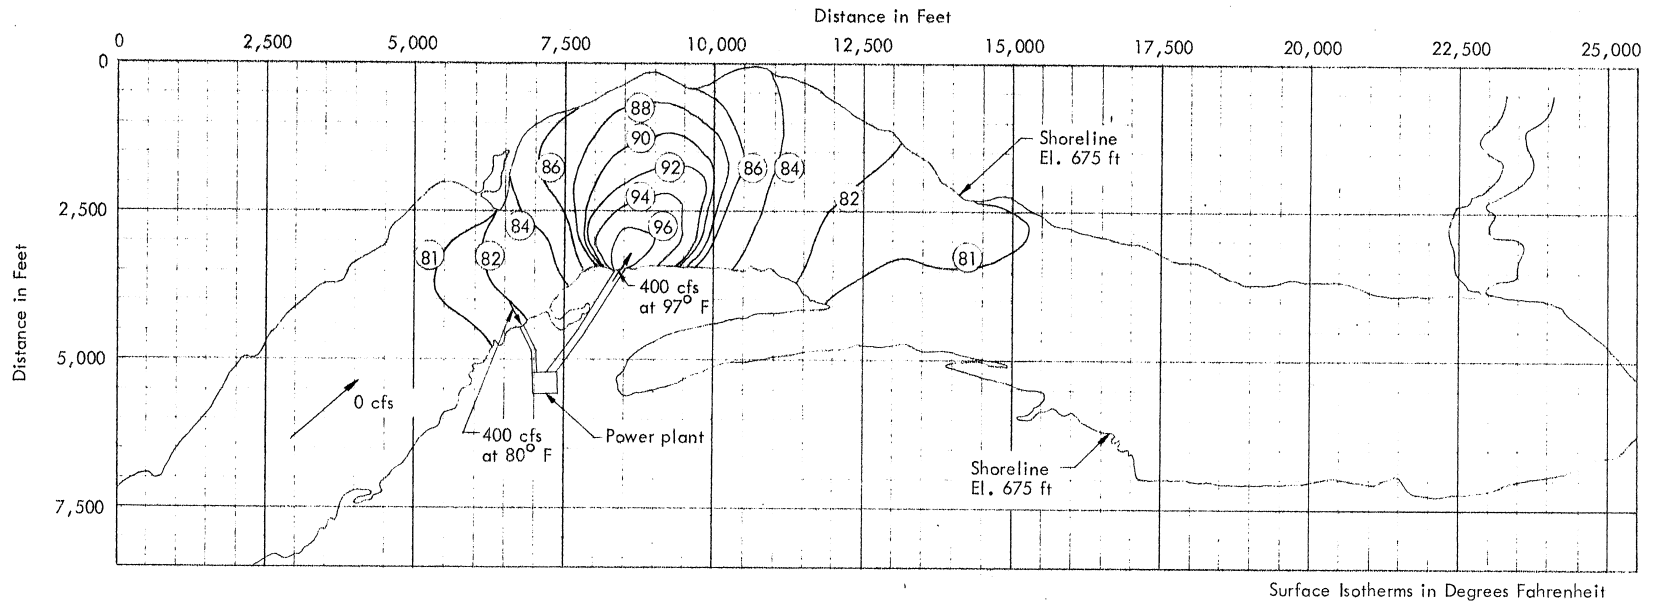 Distance in Feet
0 2,500 5,000 7,500 10,000 12,500 15,000 17,500 20,000 22,500 25,000
0
2,500
5,000
7,500
Distance in Feet
88
90
86
92
86
84
94
82
84
96
81
82
81
Shoreline
El. 675 ft
400 cfs
at 97° F
0 cfs
400 cfs
at 80° F
Power plant
Shoreline
El. 675 ft
Surface Isotherms in Degrees Fahrenheit